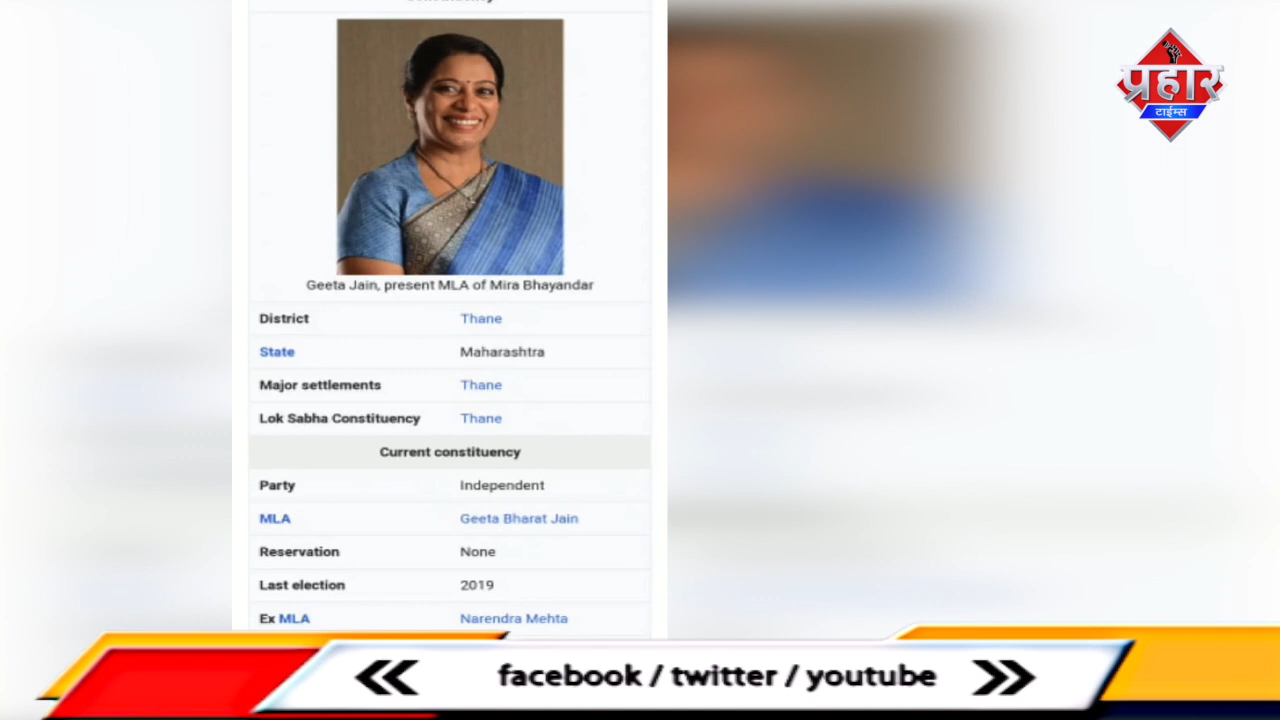 प्रहार
टाईम्स
Geeta Jain, present MLA of Mira Bhayandar
District Thane
State Maharashtra
Major settlements Thane
Lok Sabha Constituency Thane
Current constituency
Party Independent
MLA Geeta Bharat Jain
Reservation None
Last election 2019
Ex MLA Narendra Mehta
facebook / twitter / youtube